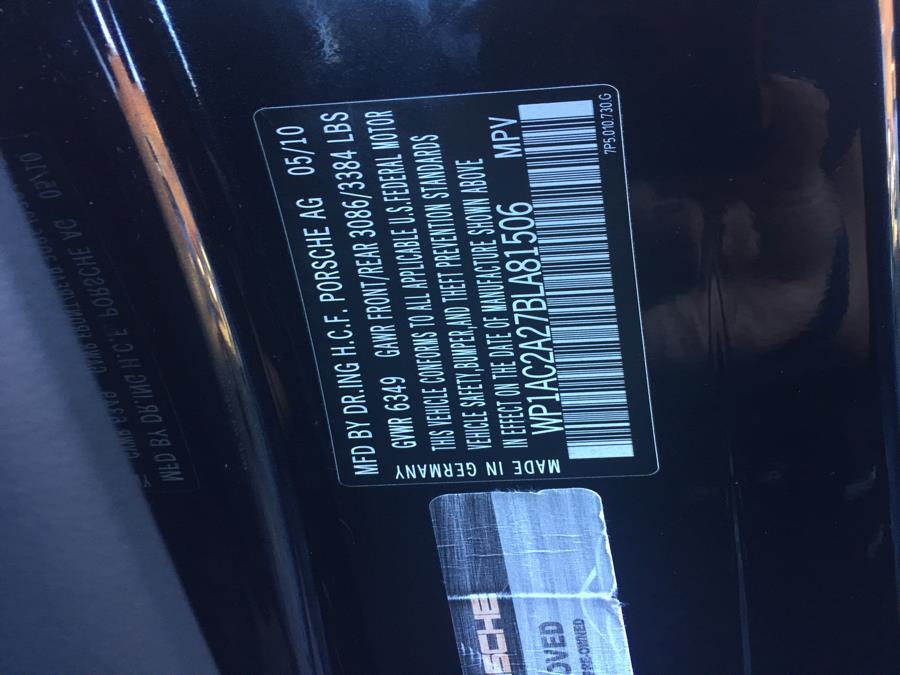 MFD BY DR.ING H.C.F. PORSCHE AG 05/10
GVWR 6349 GAWR FRONT/REAR 3086/3384 LBS
THIS VEHICLE CONFORMS TO ALL APPLICABLE U.S.FEDERAL MOTOR
VEHICLE SAFETY,BUMPER,AND THEFT PREVENTION STANDARDS
IN EFFECT ON THE DATE OF MANUFACTURE SHOWN ABOVE
WP1AC2A27BLA81506 MPV
MADE IN GERMANY
7P5.010.730.G
SCHE
OVED
RE-OWNED